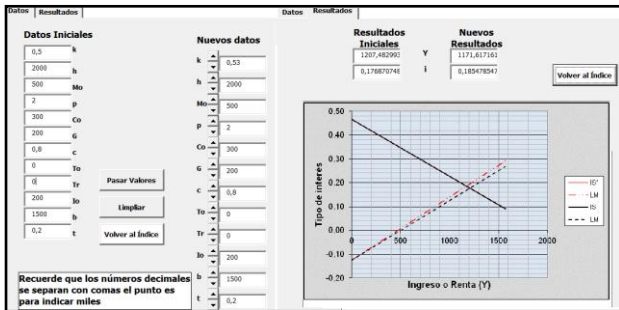 Datos Resultados
Datos Iniciales
0,5 k
2000 h
500 Mo
2 p
300 Co
200 G
0,8 c
0 To
0 Tr
200 Io
1500 b
0,2 t
Pasar Valores
Limpliar
Volver al Índice
Recuerde que los números decimales
se separan con comas el punto es
para indicar miles
Nuevos datos
k 0,53
h 2000
Mo 500
p 2
Co 300
G 200
c 0,8
To 0
Tr 0
Io 200
b 1500
t 0,2
Datos Resultados
Resultados
Iniciales
Nuevos
Resultados
1207,482993 Y 1171,617161
0,176870748 i 0,185478547
Volver al Índice
0.50
0.40
0.30
0.20
0.10
0.00
-0.10
-0.20
0 500 1000 1500 2000
Tipo de interes
Ingreso o Renta (Y)
IS'
LM
IS
LM